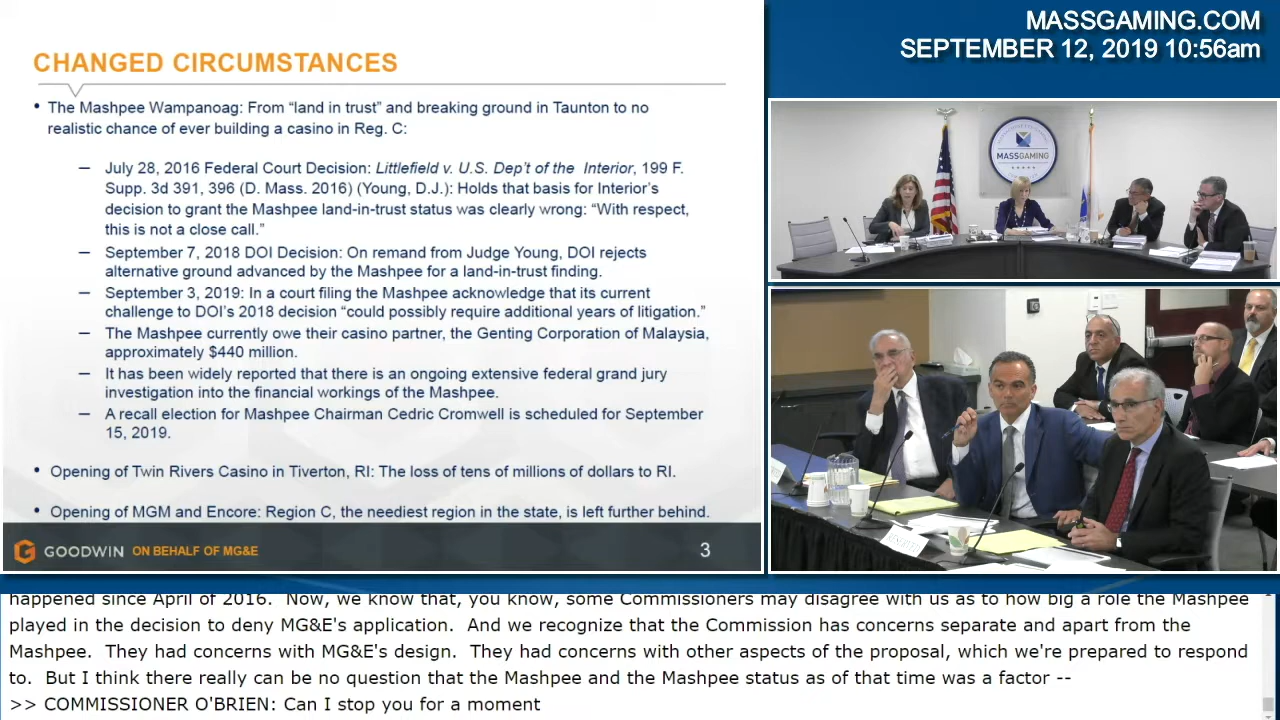 MASSGAMING.COM
SEPTEMBER 12, 2019 10:56am
CHANGED CIRCUMSTANCES
• The Mashpee Wampanoag: From “land in trust” and breaking ground in Taunton to no
realistic chance of ever building a casino in Reg. C:
– July 28, 2016 Federal Court Decision: Littlefield v. U.S. Dep’t of the Interior, 199 F.
Supp. 3d 391, 396 (D. Mass. 2016) (Young, D.J.): Holds that basis for Interior’s
decision to grant the Mashpee land-in-trust status was clearly wrong: “With respect,
this is not a close call.”
– September 7, 2018 DOI Decision: On remand from Judge Young, DOI rejects
alternative ground advanced by the Mashpee for a land-in-trust finding.
– September 3, 2019: In a court filing the Mashpee acknowledge that its current
challenge to DOI’s 2018 decision “could possibly require additional years of litigation.”
– The Mashpee currently owe their casino partner, the Genting Corporation of Malaysia,
approximately $440 million.
– It has been widely reported that there is an ongoing extensive federal grand jury
investigation into the financial workings of the Mashpee.
– A recall election for Mashpee Chairman Cedric Cromwell is scheduled for September
15, 2019.
• Opening of Twin Rivers Casino in Tiverton, RI: The loss of tens of millions of dollars to RI.
• Opening of MGM and Encore: Region C, the neediest region in the state, is left further behind.
GOODWIN ON BEHALF OF MG&E
3
MASSGAMING
happened since April of 2016. Now, we know that, you know, some Commissioners may disagree with us as to how big a role the Mashpee
played in the decision to deny MG&E's application. And we recognize that the Commission has concerns separate and apart from the
Mashpee. They had concerns with MG&E's design. They had concerns with other aspects of the proposal, which we're prepared to respond
to. But I think there really can be no question that the Mashpee and the Mashpee status as of that time was a factor --
>> COMMISSIONER O'BRIEN: Can I stop you for a moment